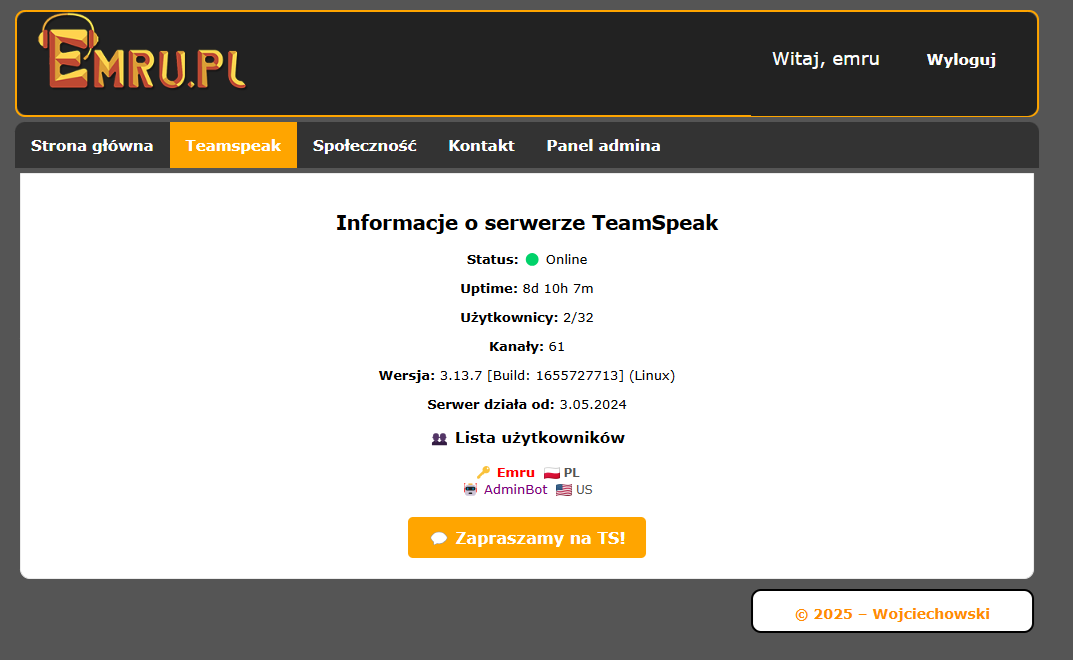 EMRU.PL
Witaj, emru Wyloguj
Strona główna Teamspeak Społeczność Kontakt Panel admina
Informacje o serwerze TeamSpeak
Status: Online
Uptime: 8d 10h 7m
Użytkownicy: 2/32
Kanały: 61
Wersja: 3.13.7 [Build: 1655727713] (Linux)
Serwer działa od: 3.05.2024
Lista użytkowników
Emru PL
AdminBot US
Zapraszamy na TS!
© 2025 – Wojciechowski